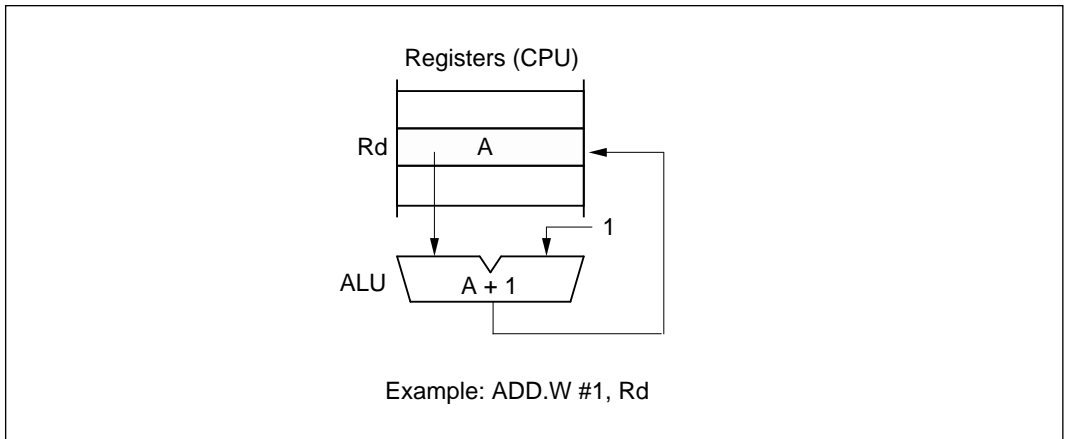 Registers (CPU)
Rd
A
1
ALU
A + 1
Example: ADD.W #1, Rd